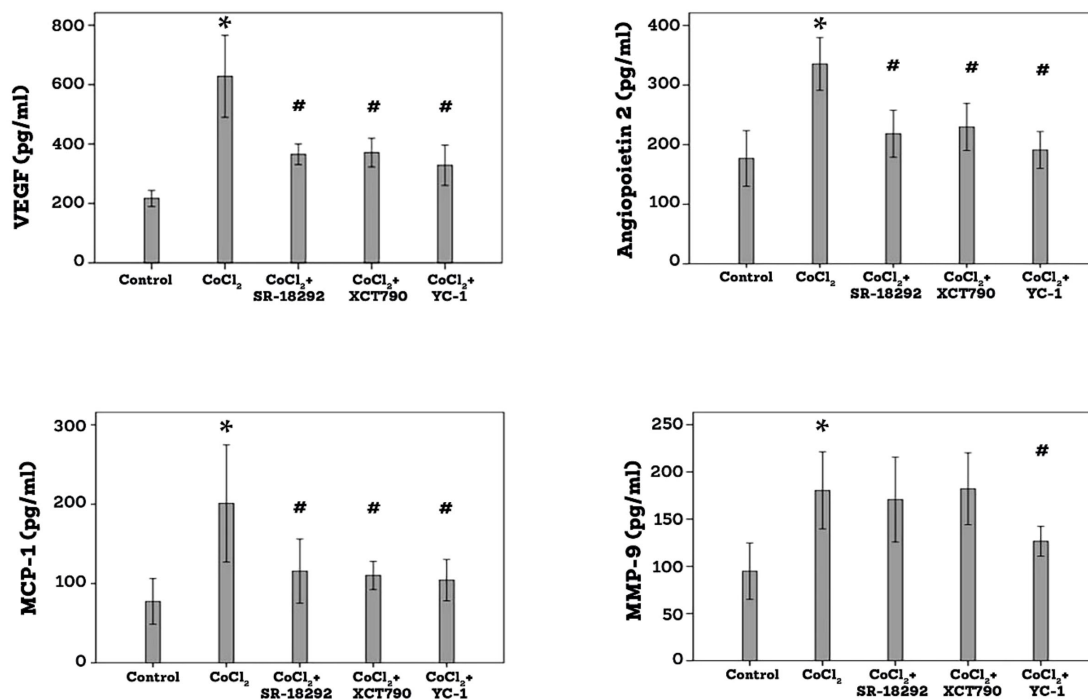 VEGF (pg/ml)
800
*
600
# # #
400
200
0
Control CoCl₂ CoCl₂+ CoCl₂+ CoCl₂+
SR-18292 XCT790 YC-1
Angiopoietin 2 (pg/ml)
400
*
# # #
300
200
100
0
Control CoCl₂ CoCl₂+ CoCl₂+ CoCl₂+
SR-18292 XCT790 YC-1
MCP-1 (pg/ml)
300
*
200
# # #
100
0
Control CoCl₂ CoCl₂+ CoCl₂+ CoCl₂+
SR-18292 XCT790 YC-1
MMP-9 (pg/ml)
250
*
#
200
150
100
50
0
Control CoCl₂ CoCl₂+ CoCl₂+ CoCl₂+
SR-18292 XCT790 YC-1